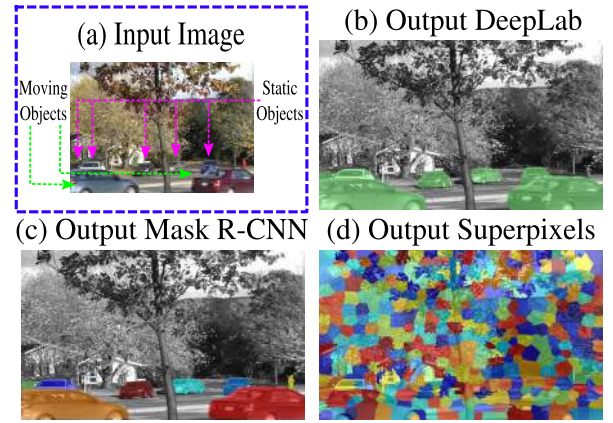 (a) Input Image
Moving
Objects
Static
Objects
(b) Output DeepLab
(c) Output Mask R-CNN
(d) Output Superpixels